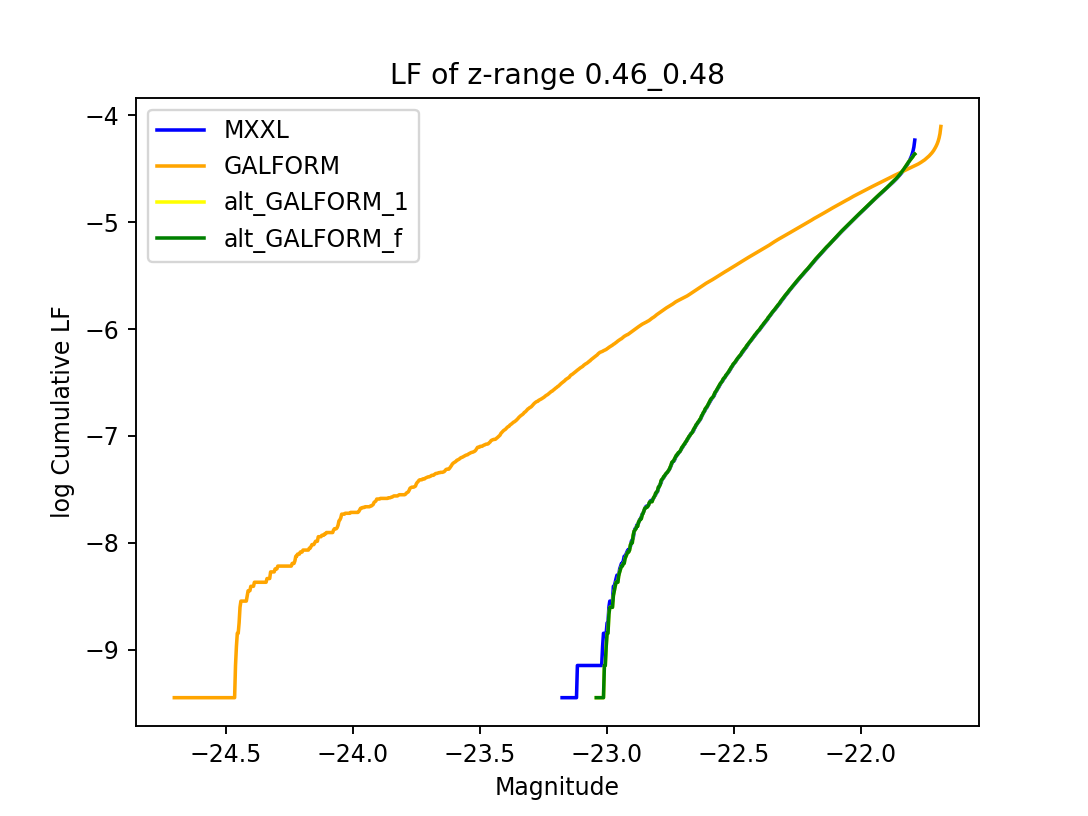 LF of z-range 0.46_0.48
MXXL
GALFORM
alt_GALFORM_1
alt_GALFORM_f
log Cumulative LF
−4
−5
−6
−7
−8
−9
−24.5 −24.0 −23.5 −23.0 −22.5 −22.0
Magnitude